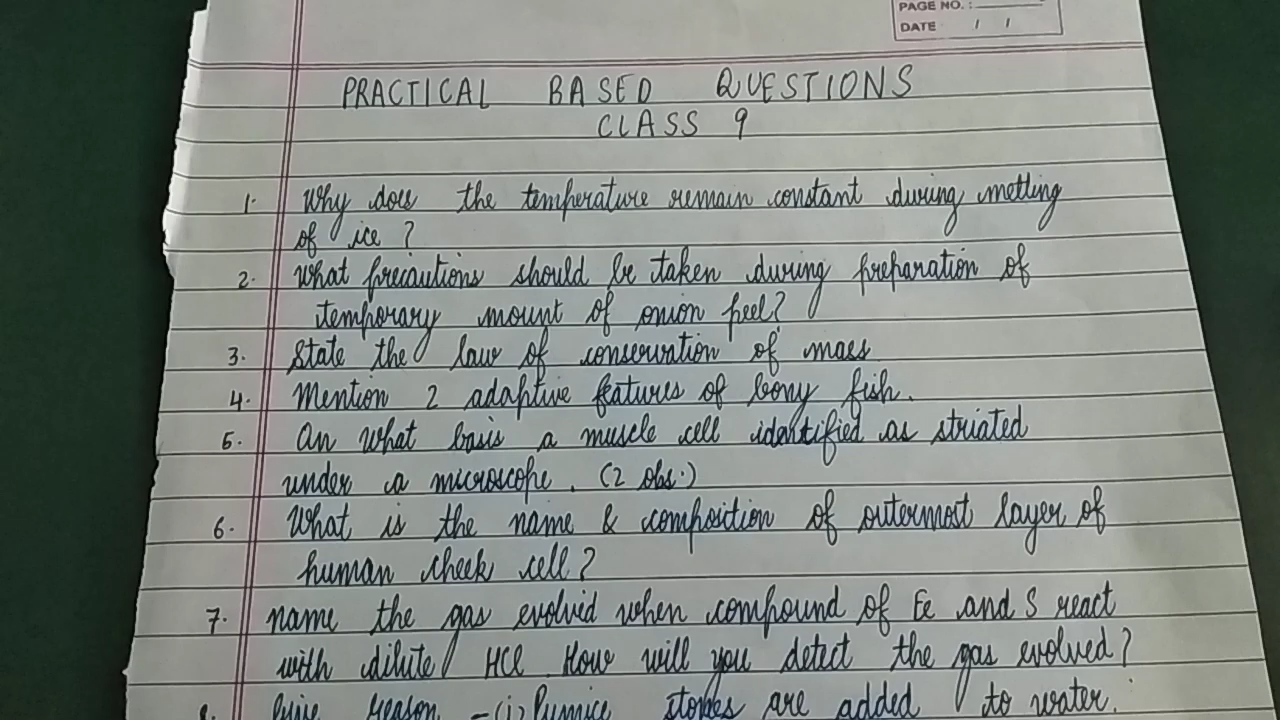 PAGE NO. :
DATE / /
PRACTICAL BASED QUESTIONS
CLASS 9
1. Why does the temperature remain constant during melting
of ice ?
2. What precautions should be taken during preparation of
temporary mount of onion peel?
3. State the law of conservation of mass
4. Mention 2 adaptive features of bony fish.
5. On what basis a muscle cell identified as striated
under a microscope. (2 obs.)
6. What is the name & composition of outermost layer of
human cheek cell?
7. name the gas evolved when compound of Fe and S react
with dilute HCl. How will you detect the gas evolved?
8. Give reason - (i) Pumice stones are added to water.